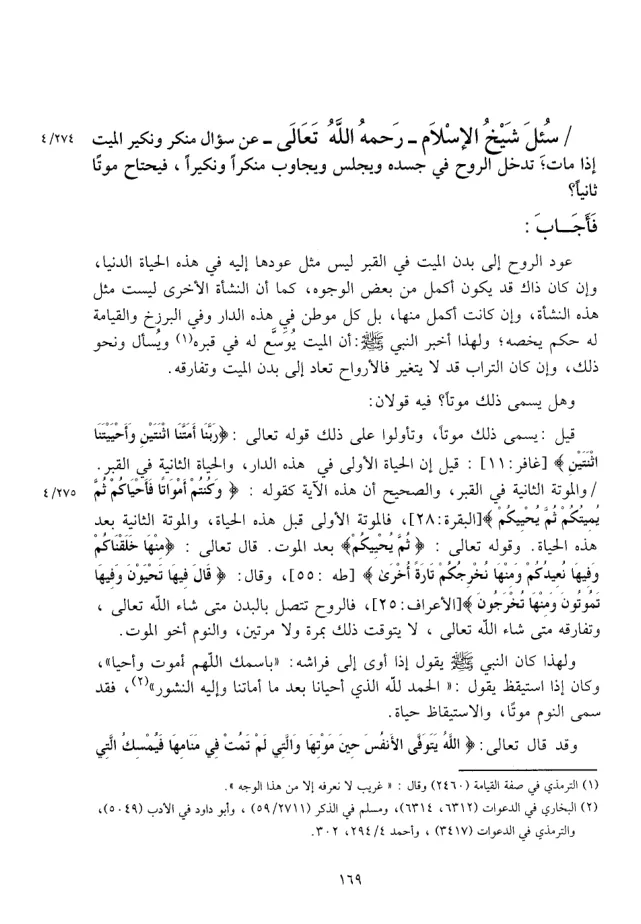 / سُئِلَ شَيْخُ الإِسْلَامِ ـ رَحمهُ اللَّهُ تَعَالَى ـ عن سؤال منكر ونكير الميت ٤/٢٧٤
إذا مات؛ تدخل الروح في جسده ويجلس ويجاوب منكراً ونكيراً ، فيحتاج موتًا
ثانياً؟
فَأَجَـــابَ :
عود الروح إلى بدن الميت في القبر ليس مثل عودها إليه في هذه الحياة الدنيا،
وإن كان ذاك قد يكون أكمل من بعض الوجوه، كما أن النشأة الأخرى ليست مثل
هذه النشأة، وإن كانت أكمل منها، بل كل موطن في هذه الدار وفي البرزخ والقيامة
له حكم يخصه؛ ولهذا أخبر النبي ﷺ:أن الميت يُوسَّع له في قبره(١) ويُسأل ونحو
ذلك، وإن كان التراب قد لا يتغير فالأرواح تعاد إلى بدن الميت وتفارقه.
وهل يسمى ذلك موتاً؟ فيه قولان:
قيل :يسمى ذلك موتاً، وتأولوا على ذلك قوله تعالى :﴿رَبَّنَا أَمَتَّنَا اثْنَتَيْنِ وَأَحْيَيْتَنَا
اثْنَتَيْنِ﴾ [غافر:١١] : قيل إن الحياة الأولى في هذه الدار، والحياة الثانية في القبر.
/ والموتة الثانية في القبر، والصحيح أن هذه الآية كقوله : ﴿ وَكُنتُمْ أَمْوَاتًا فَأَحْيَاكُمْ ثُمَّ ٤/٢٧٥
يُمِيتُكُمْ ثُمَّ يُحْيِيكُمْ ﴾[البقرة:٢٨]، فالموتة الأولى قبل هذه الحياة، والموتة الثانية بعد
هذه الحياة. وقوله تعالى : ﴿ ثُمَّ يُحْيِيكُمْ﴾ بعد الموت. قال تعالى : ﴿مِنْهَا خَلَقْنَاكُمْ
وَفِيهَا نُعِيدُكُمْ وَمِنْهَا نُخْرِجُكُمْ تَارَةً أُخْرَىٰ ﴾ [طه :٥٥]، وقال: ﴿ قَالَ فِيهَا تَحْيَوْنَ وَفِيهَا
تَمُوتُونَ وَمِنْهَا تُخْرَجُونَ ﴾[الأعراف:٢٥]، فالروح تتصل بالبدن متى شاء اللّه تعالى ،
وتفارقه متى شاء اللّه تعالى ، لا يتوقت ذلك بمرة ولا مرتين، والنوم أخو الموت.
ولهذا كان النبي ﷺ يقول إذا أوى إلى فراشه: «باسمك اللهم أموت وأحيا»،
وكان إذا استيقظ يقول :« الحمد للّه الذي أحيانا بعد ما أماتنا وإليه النشور»(٢)، فقد
سمى النوم موتًا، والاستيقاظ حياة.
وقد قال تعالى:﴿ اللَّهُ يَتَوَفَّى الأَنفُسَ حِينَ مَوْتِهَا وَالَّتِي لَمْ تَمُتْ فِي مَنَامِهَا فَيُمْسِكُ الَّتِي
(١) الترمذي في صفة القيامة (٢٤٦٠) وقال : « غريب لا نعرفه إلا من هذا الوجه ».
(٢) البخاري في الدعوات (٦٣١٢، ٦٣١٤)، ومسلم في الذكر (٥٩/٢٧١١) ، وأبو داود في الأدب (٥٠٤٩)،
والترمذي في الدعوات (٣٤١٧) ، وأحمد ٢٩٤/٤، ٣٠٢.
١٦٩